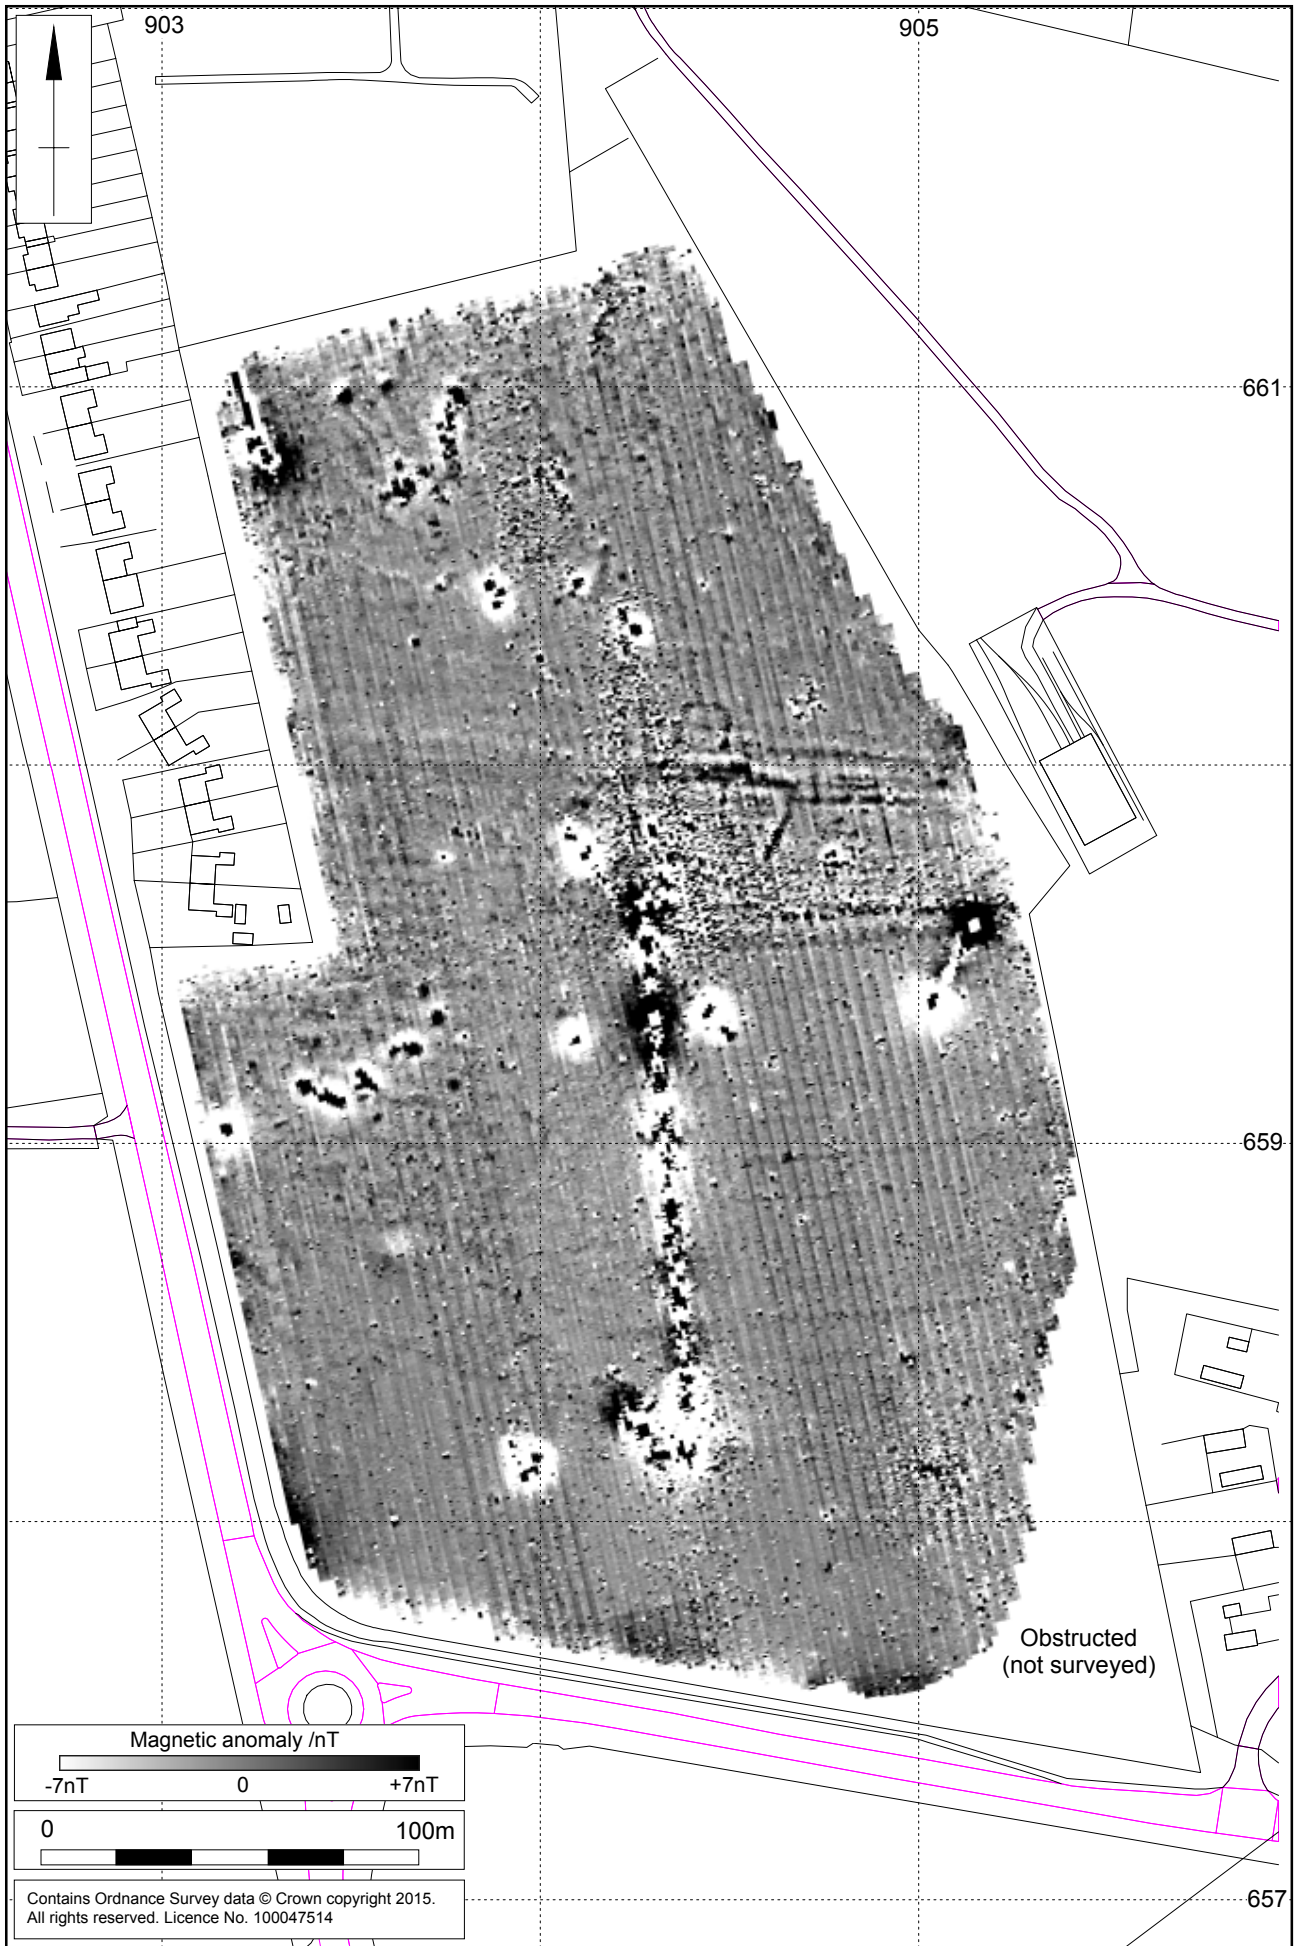 903
905
661
659
Obstructed
(not surveyed)
Magnetic anomaly /nT
-7nT 0 +7nT
0 100m
Contains Ordnance Survey data © Crown copyright 2015.
All rights reserved. Licence No. 100047514
657